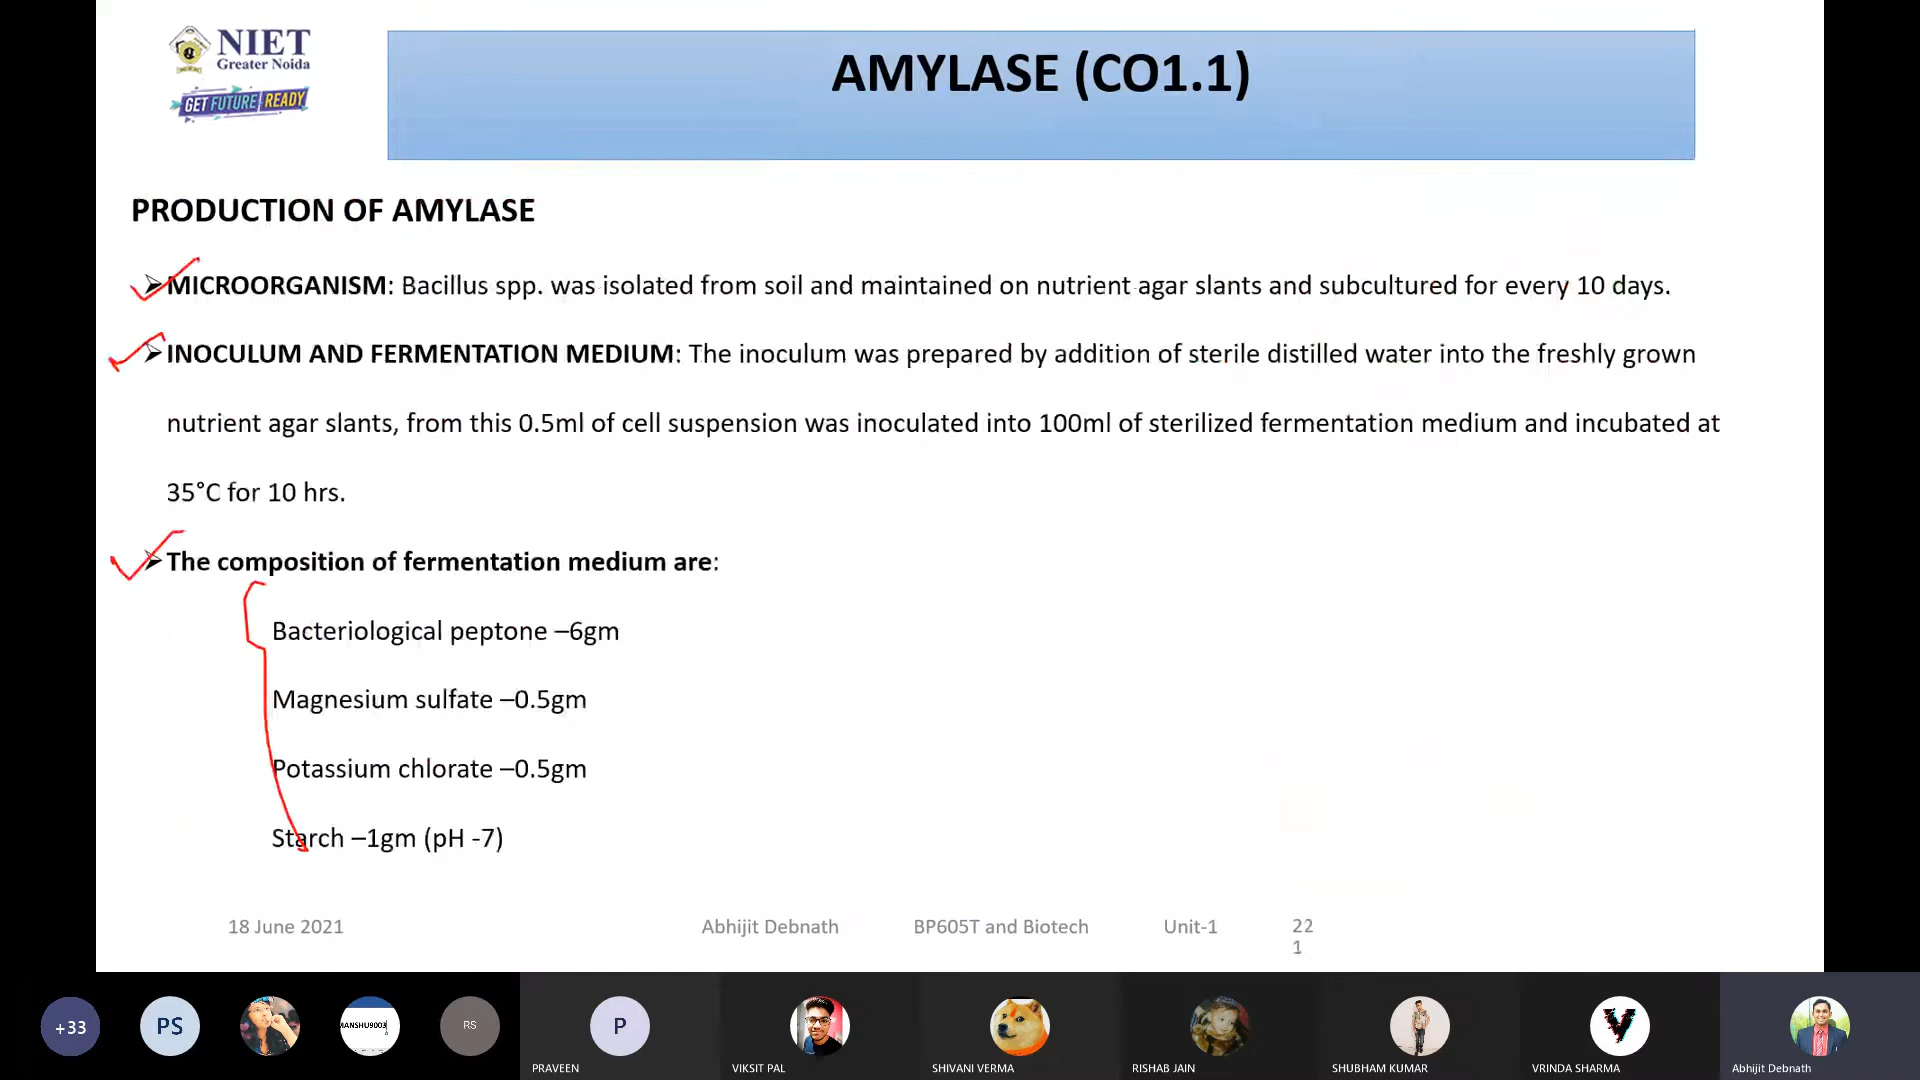 NIET
Greater Noida
GET FUTURE READY
AMYLASE (CO1.1)
PRODUCTION OF AMYLASE
➢MICROORGANISM: Bacillus spp. was isolated from soil and maintained on nutrient agar slants and subcultured for every 10 days.
➢INOCULUM AND FERMENTATION MEDIUM: The inoculum was prepared by addition of sterile distilled water into the freshly grown
nutrient agar slants, from this 0.5ml of cell suspension was inoculated into 100ml of sterilized fermentation medium and incubated at
35°C for 10 hrs.
➢The composition of fermentation medium are:
Bacteriological peptone –6gm
Magnesium sulfate –0.5gm
Potassium chlorate –0.5gm
Starch –1gm (pH -7)
18 June 2021 Abhijit Debnath BP605T and Biotech Unit-1 22
1
+33 PS MANSHU9003 RS P V
PRAVEEN VIKSIT PAL SHIVANI VERMA RISHAB JAIN SHUBHAM KUMAR VRINDA SHARMA Abhijit Debnath